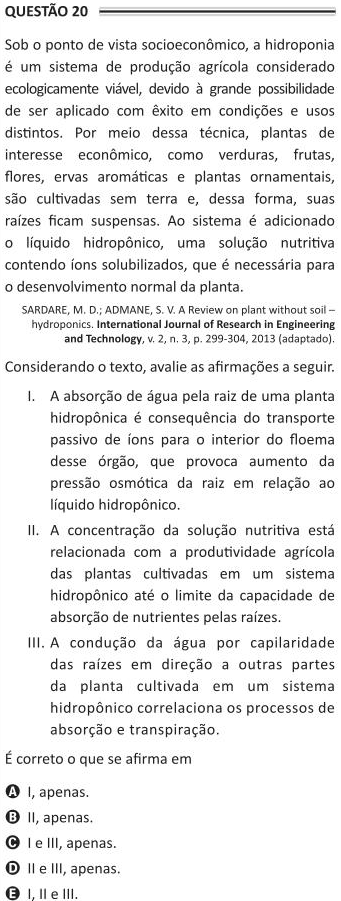 QUESTÃO 20
Sob o ponto de vista socioeconômico, a hidroponia
é um sistema de produção agrícola considerado
ecologicamente viável, devido à grande possibilidade
de ser aplicado com êxito em condições e usos
distintos. Por meio dessa técnica, plantas de
interesse econômico, como verduras, frutas,
flores, ervas aromáticas e plantas ornamentais,
são cultivadas sem terra e, dessa forma, suas
raízes ficam suspensas. Ao sistema é adicionado
o líquido hidropônico, uma solução nutritiva
contendo íons solubilizados, que é necessária para
o desenvolvimento normal da planta.
SARDARE, M. D.; ADMANE, S. V. A Review on plant without soil –
hydroponics. International Journal of Research in Engineering
and Technology, v. 2, n. 3, p. 299-304, 2013 (adaptado).
Considerando o texto, avalie as afirmações a seguir.
I. A absorção de água pela raiz de uma planta
hidropônica é consequência do transporte
passivo de íons para o interior do floema
desse órgão, que provoca aumento da
pressão osmótica da raiz em relação ao
líquido hidropônico.
II. A concentração da solução nutritiva está
relacionada com a produtividade agrícola
das plantas cultivadas em um sistema
hidropônico até o limite da capacidade de
absorção de nutrientes pelas raízes.
III. A condução da água por capilaridade
das raízes em direção a outras partes
da planta cultivada em um sistema
hidropônico correlaciona os processos de
absorção e transpiração.
É correto o que se afirma em
A I, apenas.
B II, apenas.
C I e III, apenas.
D II e III, apenas.
E I, II e III.